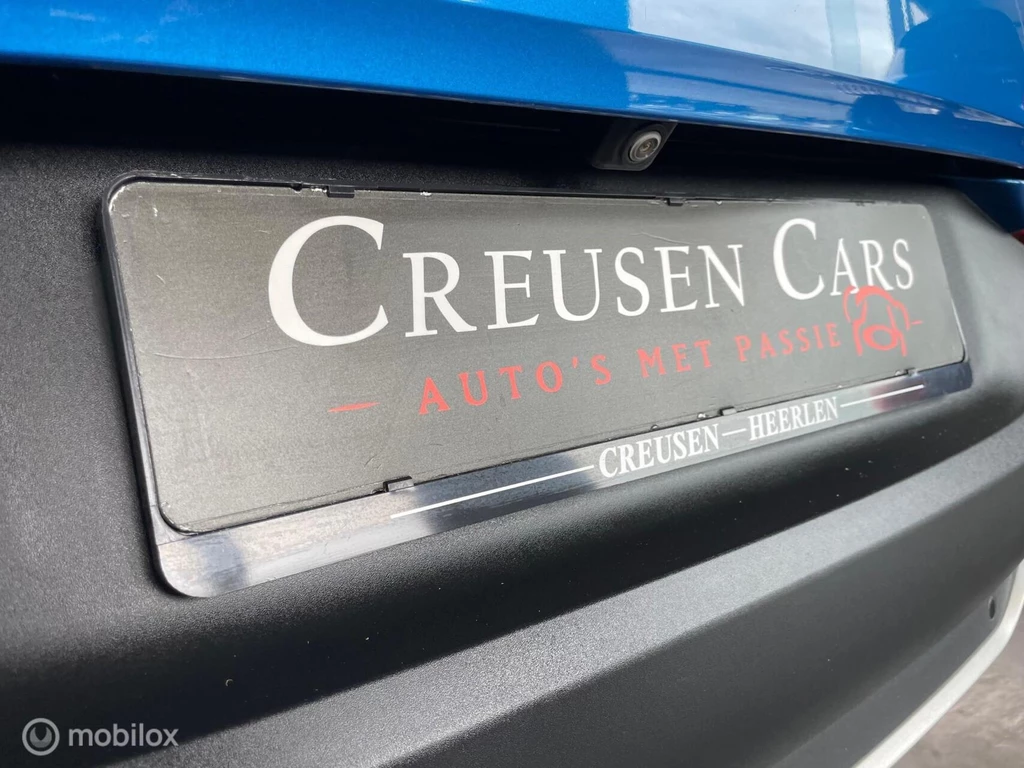 CREUSEN CARS
— AUTO'S MET PASSIE —
— CREUSEN — HEERLEN —
mobilox